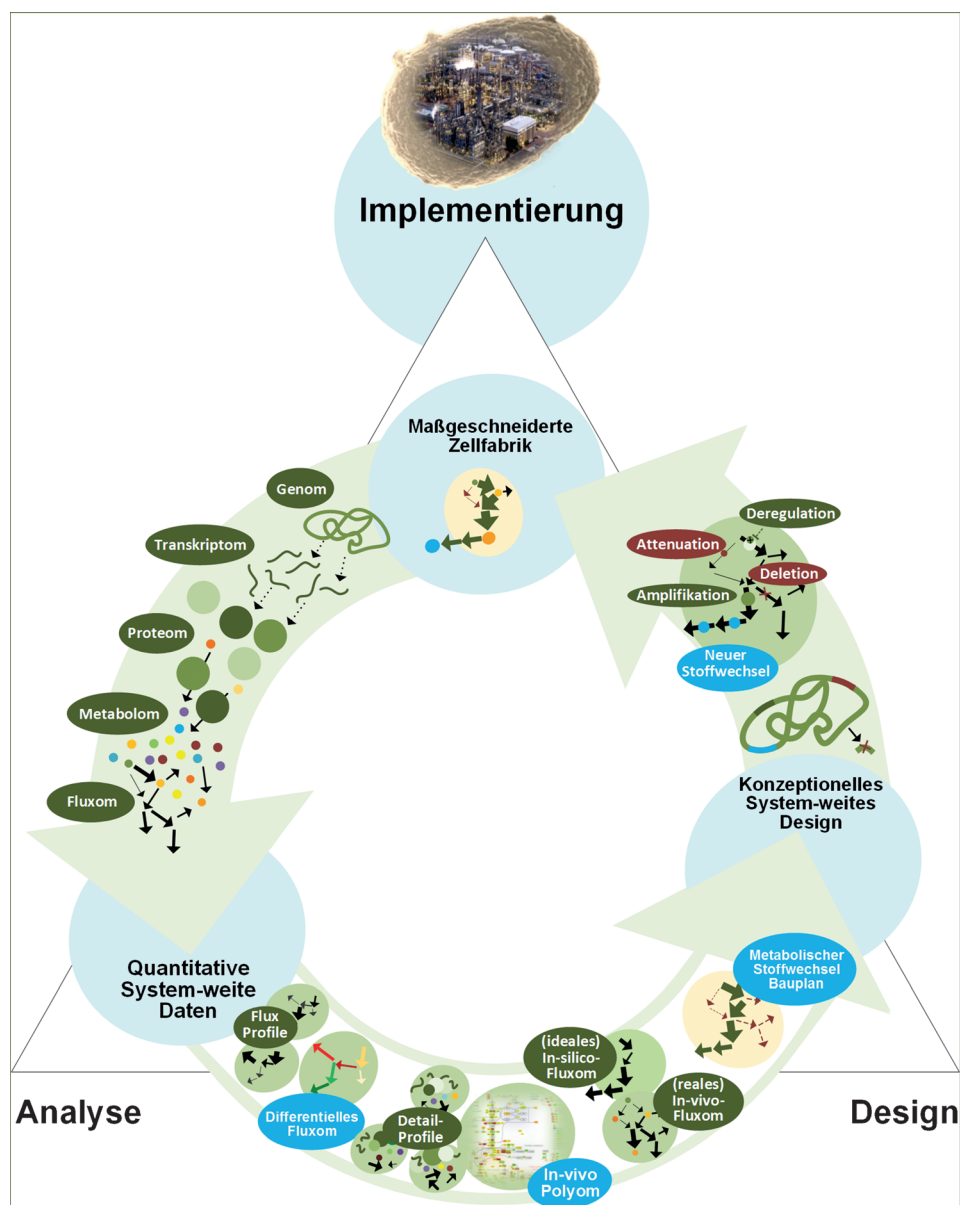 Implementierung
Maßgeschneiderte
Zellfabrik
Genom
Transkriptom
Proteom
Metabolom
Fluxom
Deregulation
Attenuation
Deletion
Amplifikation
Neuer
Stoffwechsel
Konzeptionelles
System-weites
Design
Quantitative
System-weite
Daten
Metabolischer
Stoffwechsel
Bauplan
Flux
Profile
(ideales)
In-silico-
Fluxom
(reales)
In-vivo-
Fluxom
Differentielles
Fluxom
Detail-
Profile
In-vivo
Polyom
Analyse
Design